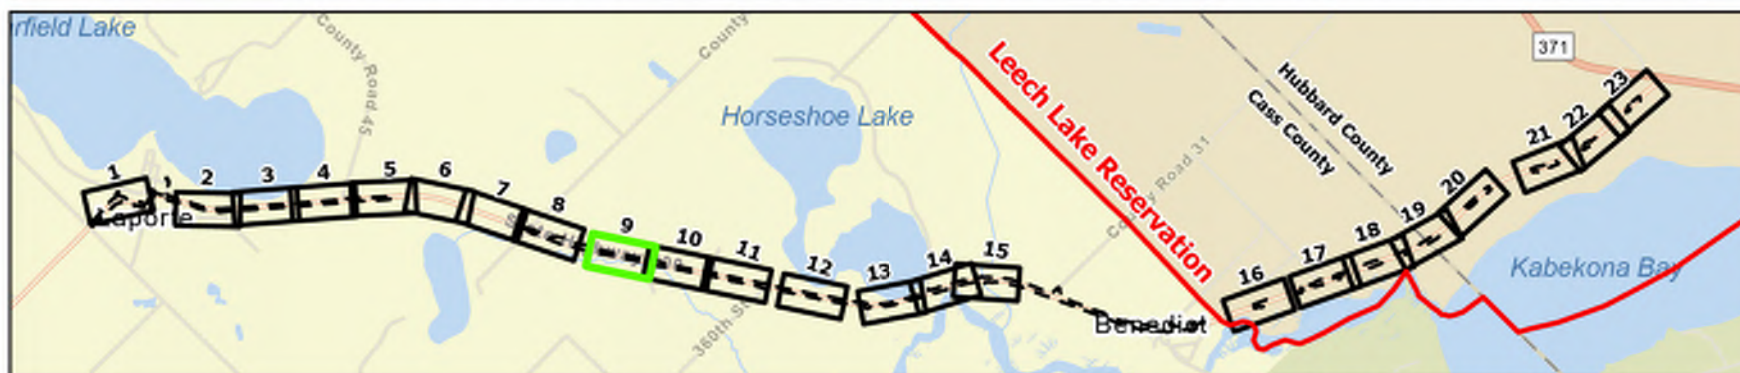 rfield Lake
County Road 45
County
Horseshoe Lake
Leech Lake Reservation
County Road 31
Hubbard County
Cass County
371
1
2
3
4
5
6
7
8
9
10
11
12
13
14
15
16
17
18
19
20
21
22
23
Laporte
360th St
Benedict
Kabekona Bay